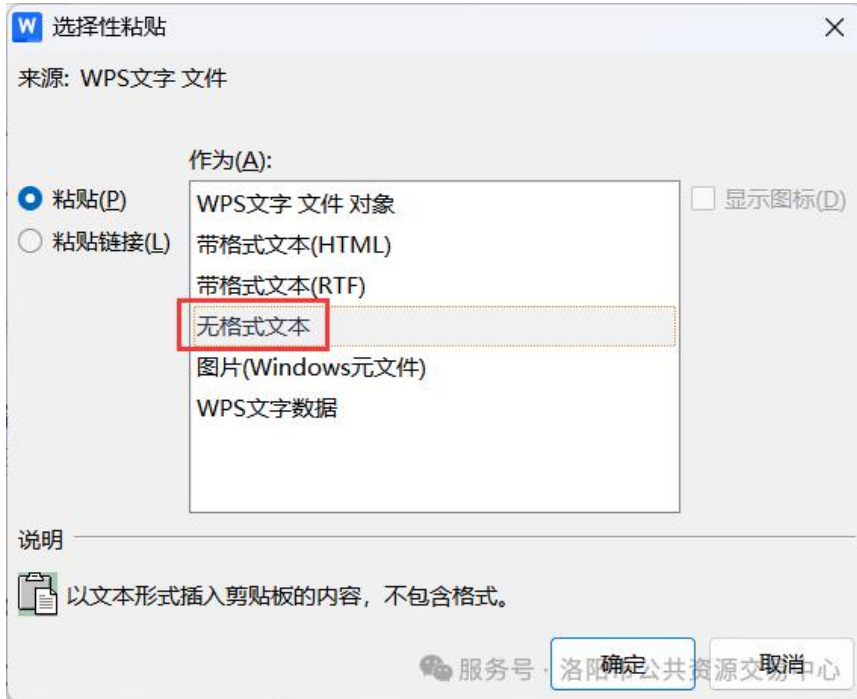 W 选择性粘贴
来源: WPS文字 文件
作为(A):
粘贴(P)
粘贴链接(L)
WPS文字 文件 对象
带格式文本(HTML)
带格式文本(RTF)
无格式文本
图片(Windows元文件)
WPS文字数据
显示图标(D)
说明
以文本形式插入剪贴板的内容，不包含格式。
确定
取消
服务号 · 洛阳市公共资源交易中心